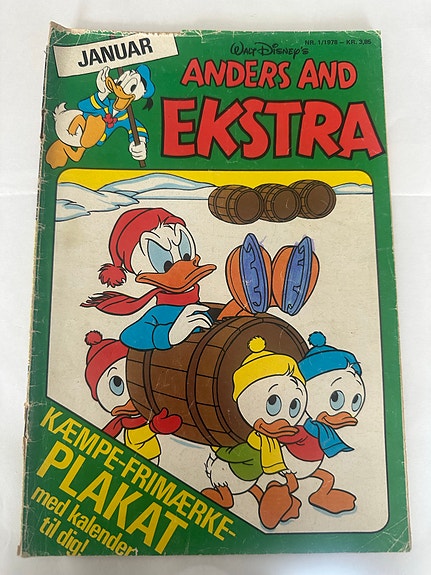 JANUAR
NR. 1/1978 – KR. 3,85
WALT DISNEY'S
ANDERS AND
EKSTRA
KÆMPE-FRIMÆRKE-
PLAKAT
med kalender
til dig!